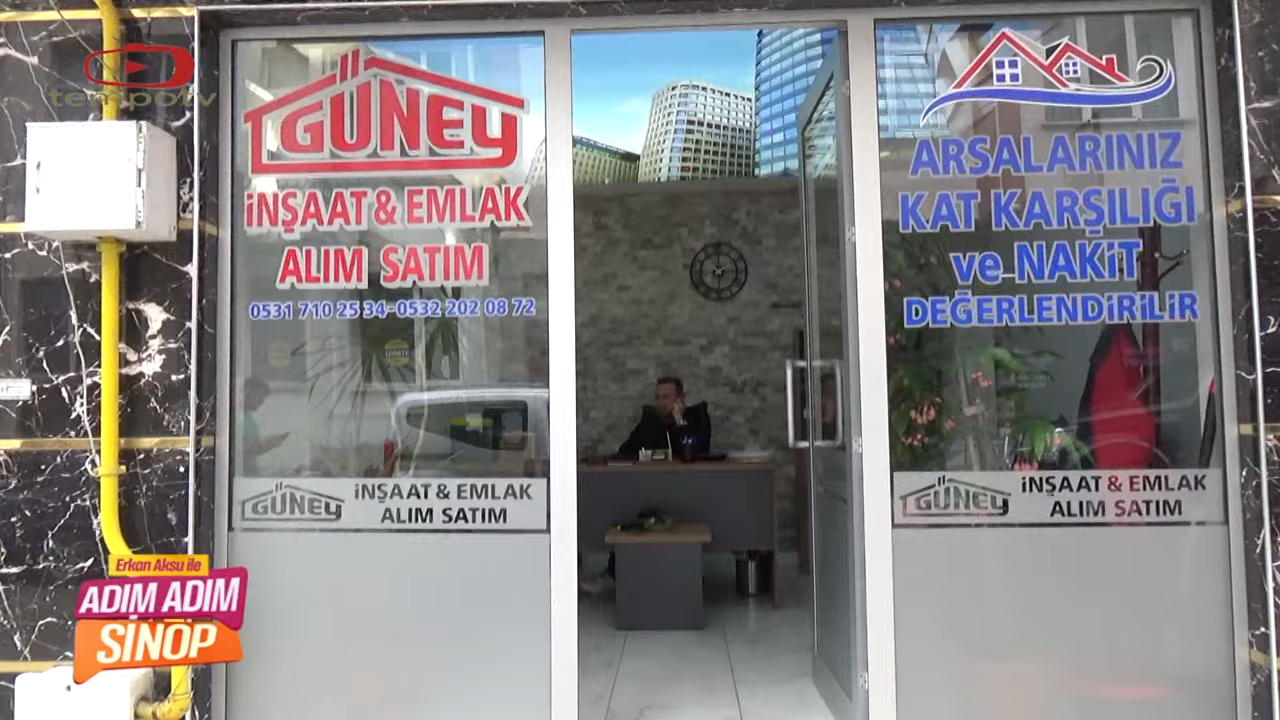 tempotv
GÜNEY
İNŞAAT & EMLAK
ALIM SATIM
0531 710 25 34-0532 202 08 72
GÜNEY
İNŞAAT & EMLAK
ALIM SATIM
ARSALARINIZ
KAT KARŞILIĞI
ve NAKİT
DEĞERLENDİRİLİR
GÜNEY
İNŞAAT & EMLAK
ALIM SATIM
Erkan Aksu ile
ADIM ADIM
SİNOP